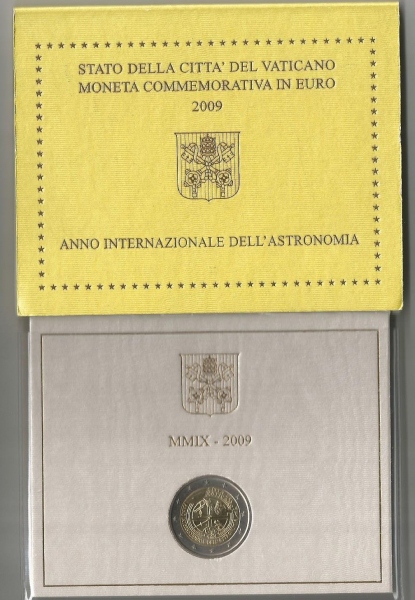 STATO DELLA CITTA' DEL VATICANO
MONETA COMMEMORATIVA IN EURO
2009
ANNO INTERNAZIONALE DELL'ASTRONOMIA
MMIX - 2009